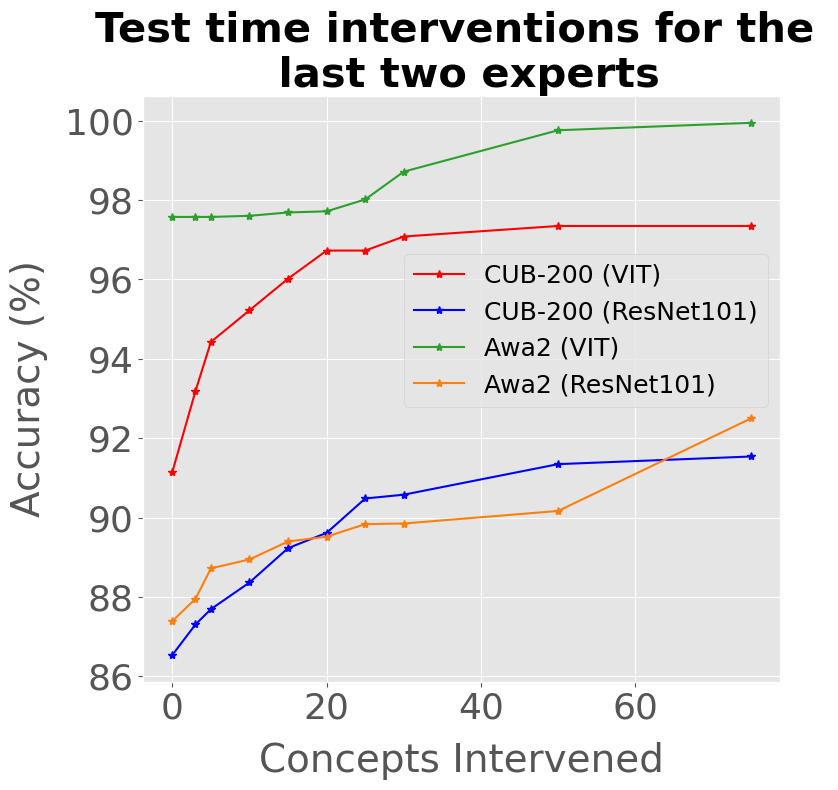 Test time interventions for the
last two experts
100
98
96
94
92
90
88
86
Accuracy (%)
CUB-200 (VIT)
CUB-200 (ResNet101)
Awa2 (VIT)
Awa2 (ResNet101)
0 20 40 60
Concepts Intervened